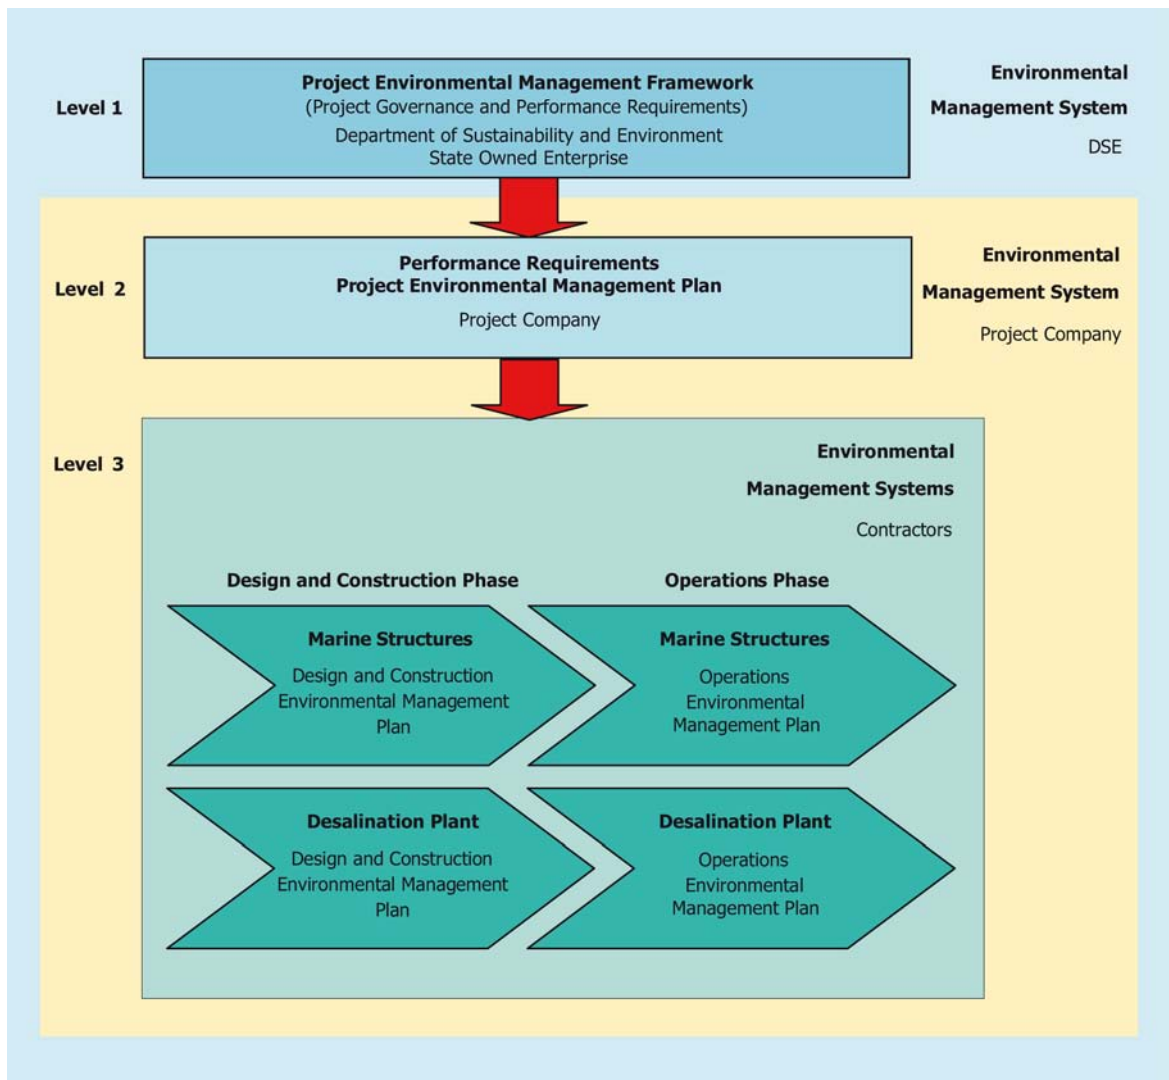 Level 1
Project Environmental Management Framework
(Project Governance and Performance Requirements)
Department of Sustainability and Environment
State Owned Enterprise
Environmental
Management System
DSE
Level 2
Performance Requirements
Project Environmental Management Plan
Project Company
Environmental
Management System
Project Company
Level 3
Environmental
Management Systems
Contractors
Design and Construction Phase
Operations Phase
Marine Structures
Design and Construction
Environmental Management
Plan
Marine Structures
Operations
Environmental
Management Plan
Desalination Plant
Design and Construction
Environmental Management
Plan
Desalination Plant
Operations
Environmental
Management Plan